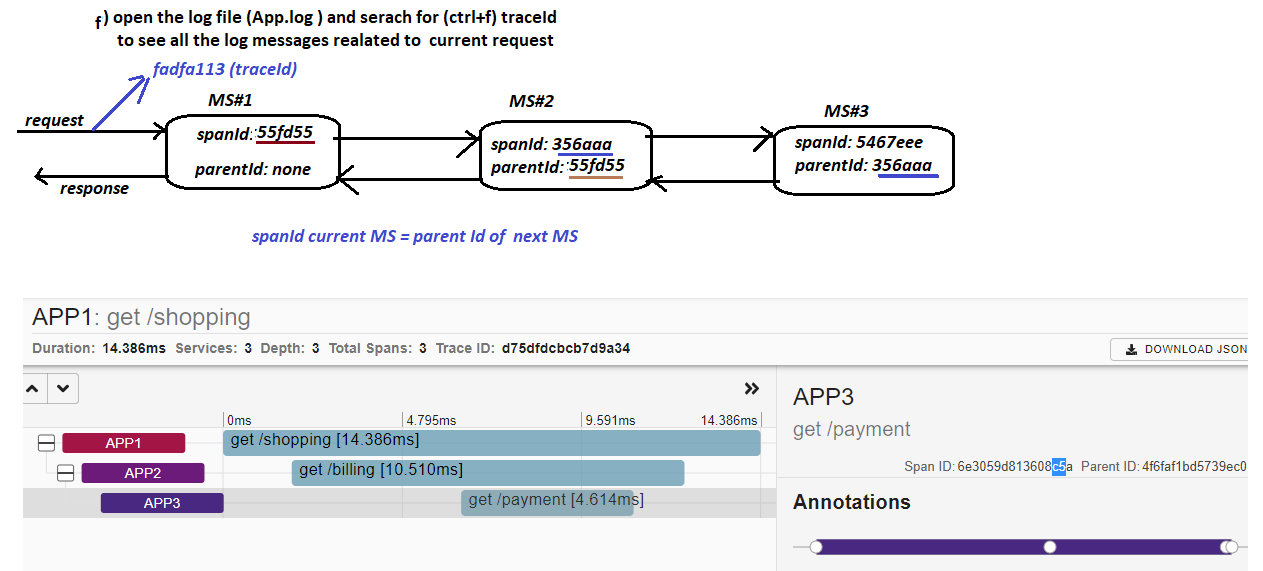 f) open the log file (App.log ) and serach for (ctrl+f) traceId
to see all the log messages realated to current request
fadfa113 (traceId)
MS#1
MS#2
MS#3
request
spanId: 55fd55
parentId: none
spanId: 356aaa
parentId: 55fd55
spanId: 5467eee
parentId: 356aaa
response
spanId current MS = parent Id of next MS
APP1: get /shopping
Duration: 14.386ms Services: 3 Depth: 3 Total Spans: 3 Trace ID: d75dfdcbcb7d9a34
DOWNLOAD JSON
0ms 4.795ms 9.591ms 14.386ms
APP1 get /shopping [14.386ms]
APP2 get /billing [10.510ms]
APP3 get /payment [4.614ms]
APP3
get /payment
Span ID: 6e3059d813608c5a Parent ID: 4f6faf1bd5739ec0
Annotations